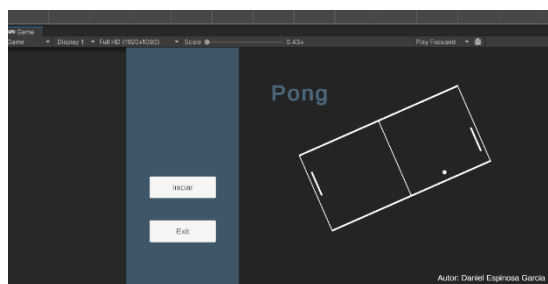 Game
Game Display 1 Full HD (1920x1080) Scale 0.43x Play Focused
Pong
Iniciar
Exit
Autor: Daniel Espinosa Garcia